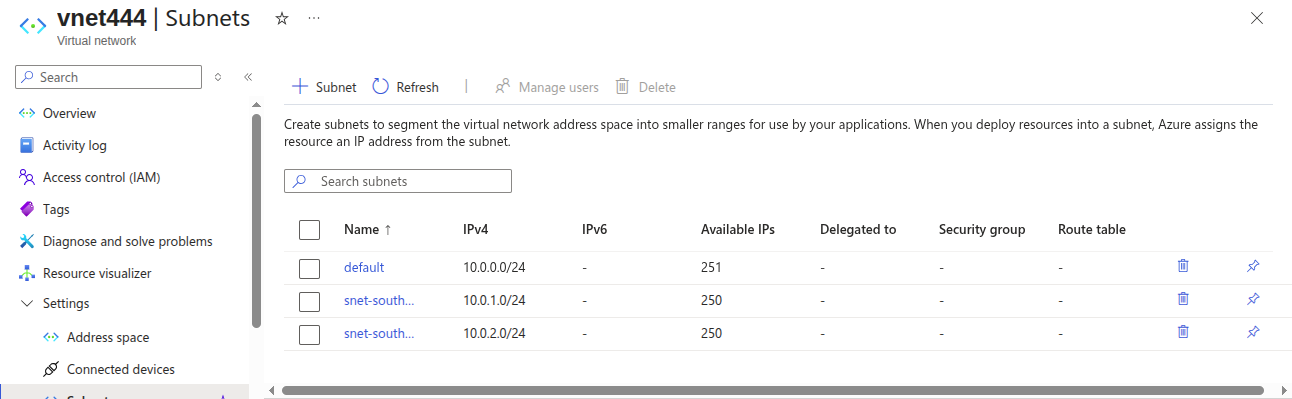 vnet444 | Subnets ☆ ···
Virtual network
Search
Overview
Activity log
Access control (IAM)
Tags
Diagnose and solve problems
Resource visualizer
Settings
Address space
Connected devices
+ Subnet Refresh | Manage users Delete
Create subnets to segment the virtual network address space into smaller ranges for use by your applications. When you deploy resources into a subnet, Azure assigns the
resource an IP address from the subnet.
Search subnets
Name ↑ IPv4 IPv6 Available IPs Delegated to Security group Route table
default 10.0.0.0/24 - 251 - - -
snet-south... 10.0.1.0/24 - 250 - - -
snet-south... 10.0.2.0/24 - 250 - - -